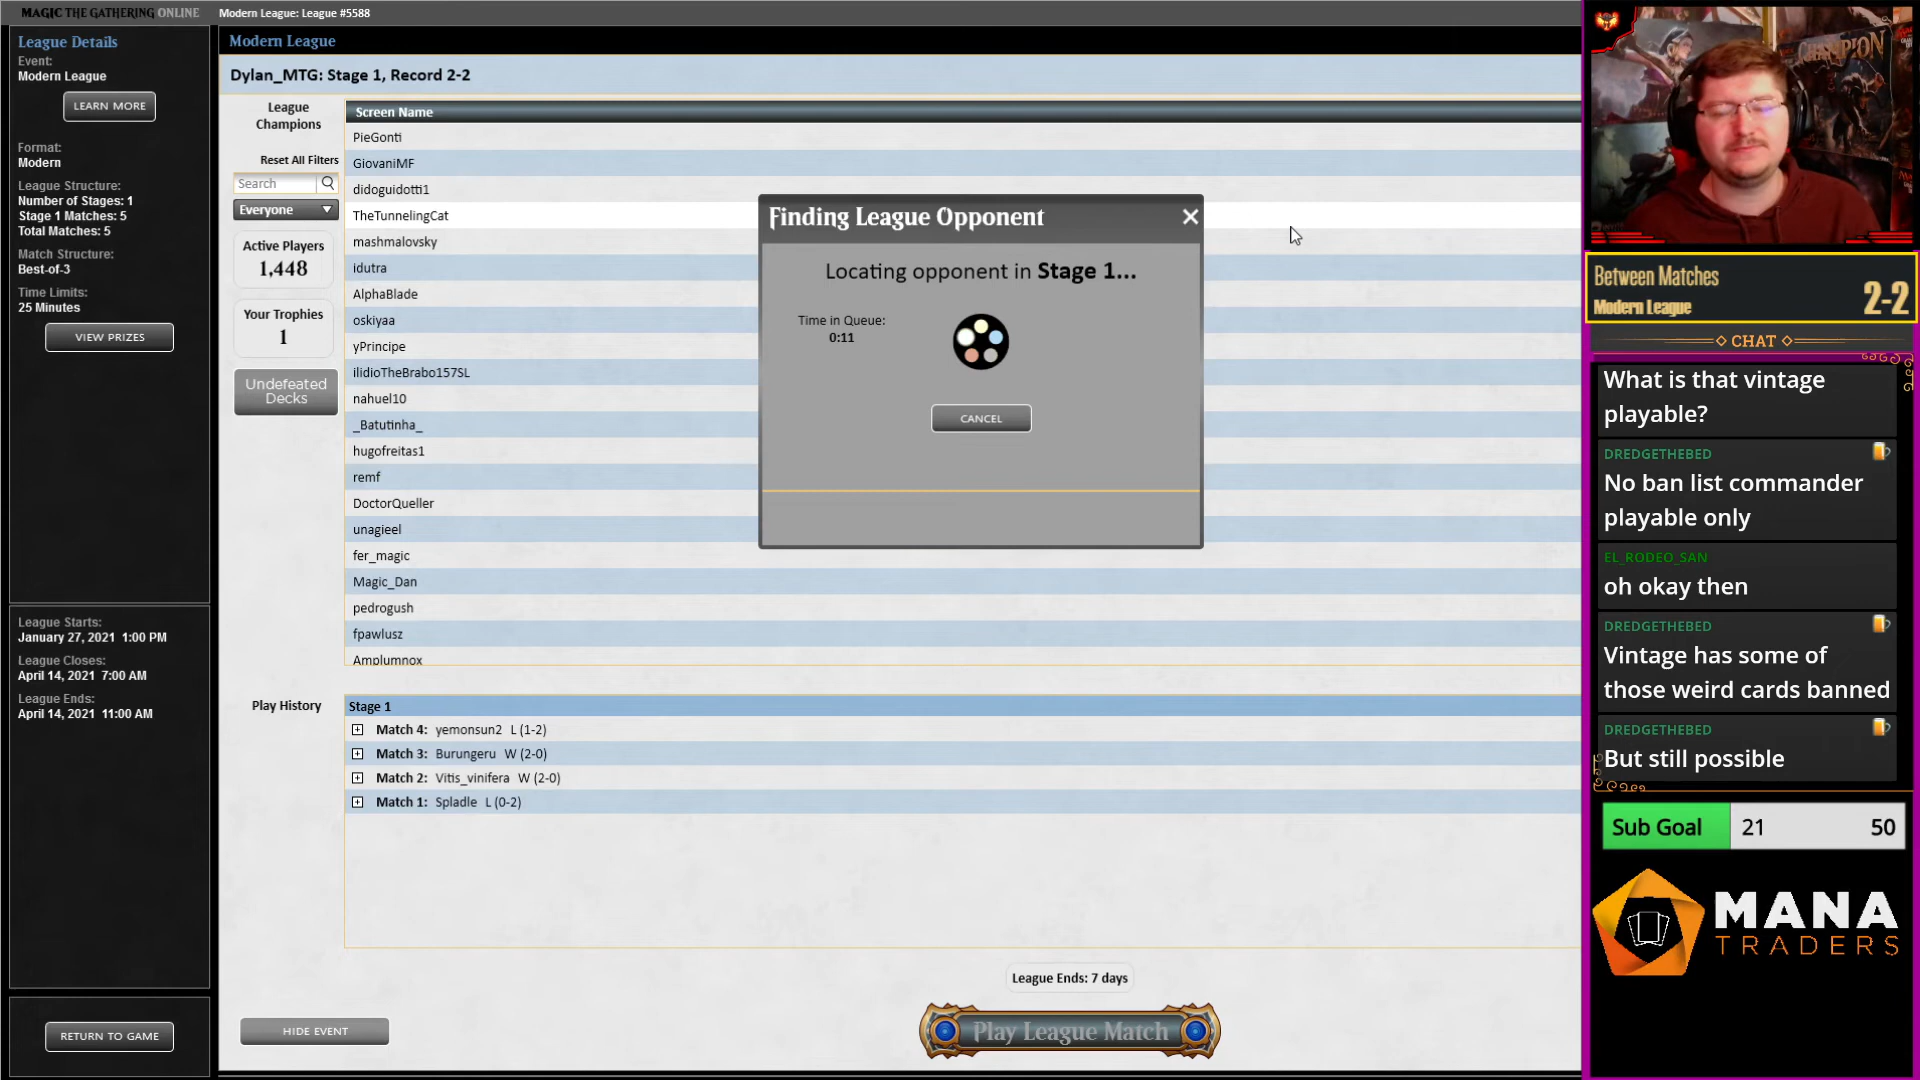 MAGIC THE GATHERING ONLINE
Modern League: League #5588
League Details
Event:
Modern League
LEARN MORE
Format:
Modern
League Structure:
Number of Stages: 1
Stage 1 Matches: 5
Total Matches: 5
Match Structure:
Best-of-3
Time Limits:
25 Minutes
VIEW PRIZES
League Starts:
January 27, 2021 1:00 PM
League Closes:
April 14, 2021 7:00 AM
League Ends:
April 14, 2021 11:00 AM
RETURN TO GAME
Modern League
Dylan_MTG: Stage 1, Record 2-2
League
Champions
Reset All Filters
Search
Everyone
Active Players
1,448
Your Trophies
1
Undefeated
Decks
Screen Name
PieGonti
GiovaniMF
didoguidotti1
TheTunnelingCat
mashmalovsky
idutra
AlphaBlade
oskiyaa
yPrincipe
ilidioTheBrabo157SL
nahuel10
_Batutinha_
hugofreitas1
remf
DoctorQueller
unagieel
fer_magic
Magic_Dan
pedrogush
fpawlusz
Amplumnox
Finding League Opponent
Locating opponent in Stage 1...
Time in Queue:
0:11
CANCEL
Play History
Stage 1
Match 4: yemonsun2 L (1-2)
Match 3: Burungeru W (2-0)
Match 2: Vitis_vinifera W (2-0)
Match 1: Spladle L (0-2)
League Ends: 7 days
HIDE EVENT
Play League Match
CHAMPION
Between Matches
Modern League
2-2
CHAT
What is that vintage
playable?
DREDGETHEBED
No ban list commander
playable only
EL_RODEO_SAN
oh okay then
DREDGETHEBED
Vintage has some of
those weird cards banned
DREDGETHEBED
But still possible
Sub Goal 21 50
MANA
TRADERS